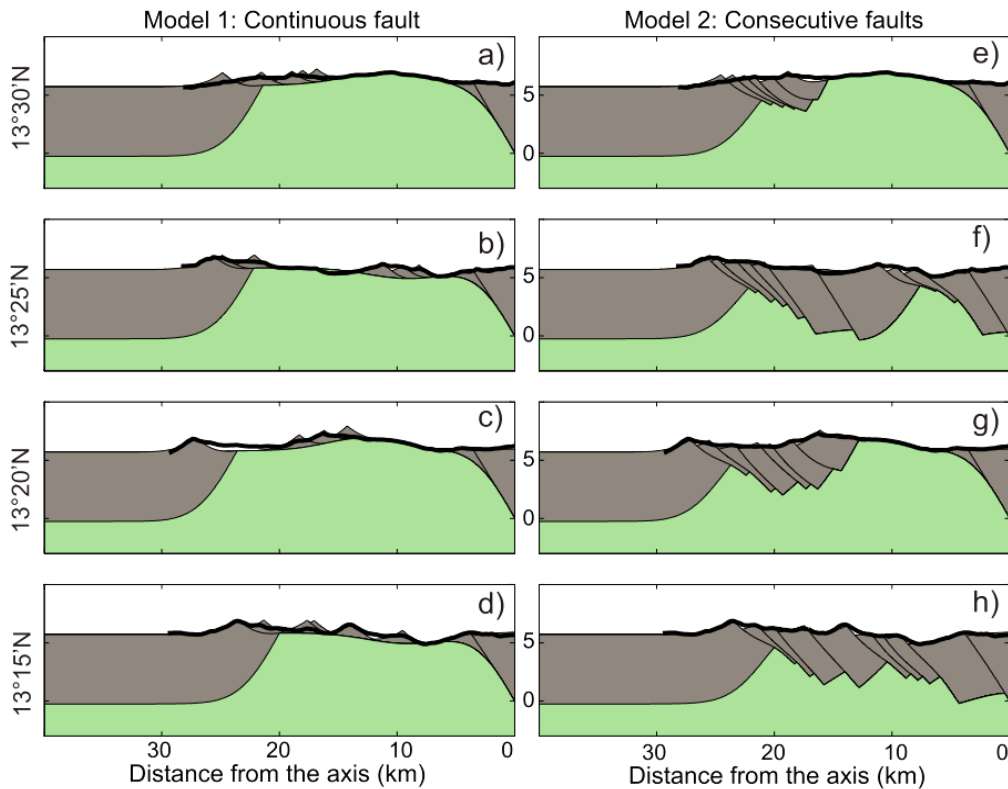 Model 1: Continuous fault
Model 2: Consecutive faults
13°30'N
a)
e)
5
0
13°25'N
b)
f)
5
0
13°20'N
c)
g)
5
0
13°15'N
d)
h)
5
0
30 20 10 0
30 20 10 0
Distance from the axis (km)
Distance from the axis (km)